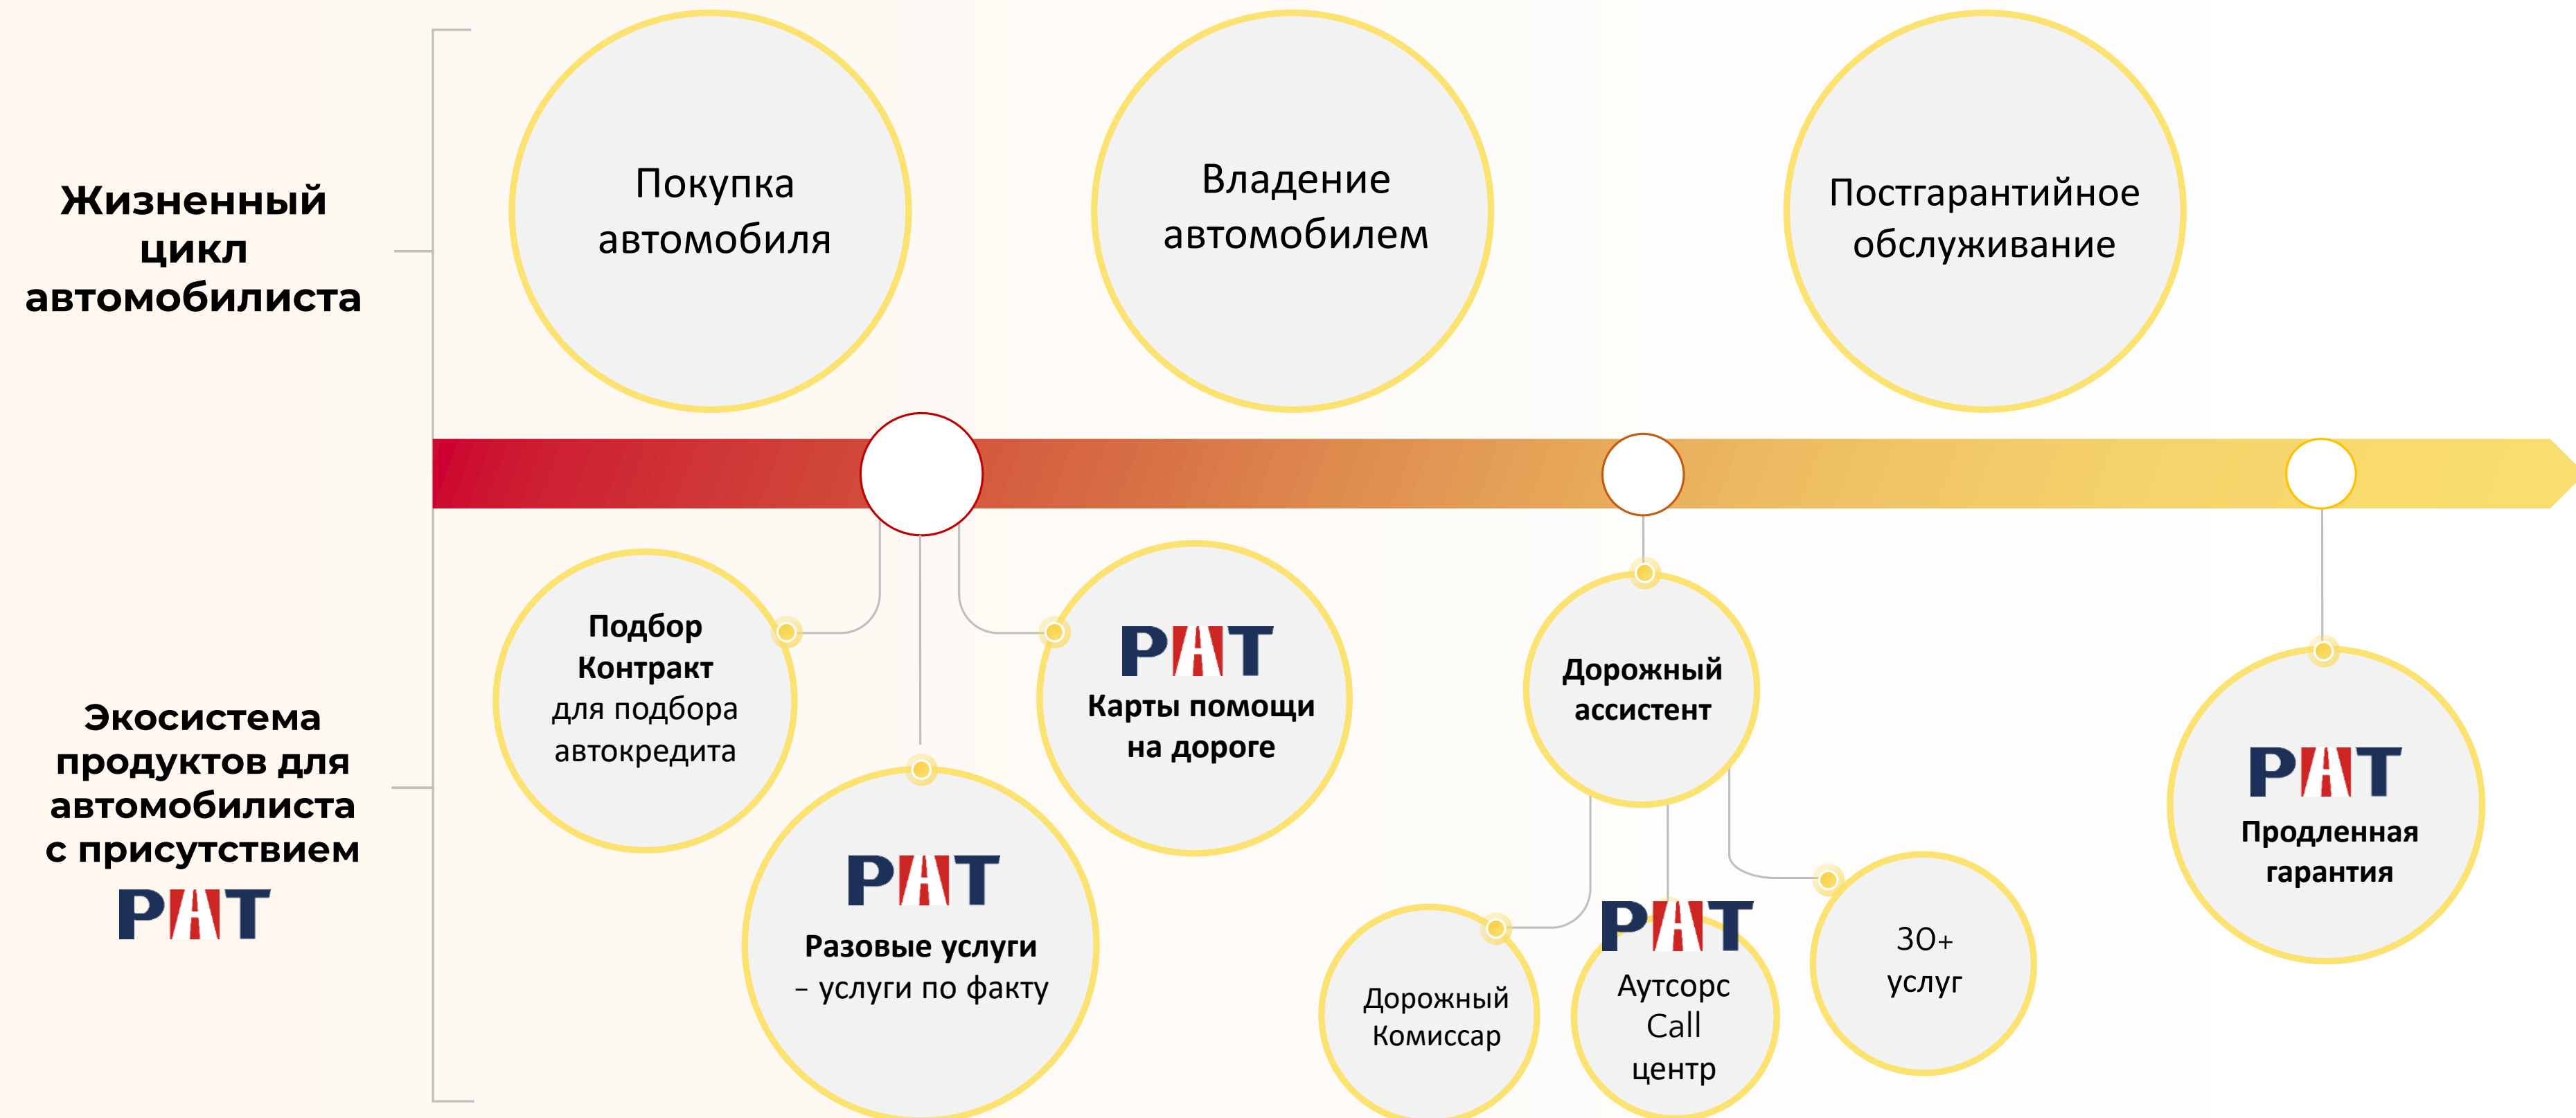 Жизненный
цикл
автомобилиста
Покупка
автомобиля
Владение
автомобилем
Постгарантийное
обслуживание
Экосистема
продуктов для
автомобилиста
с присутствием
РАТ
Подбор
Контракт
для подбора
автокредита
РАТ
Разовые услуги
– услуги по факту
РАТ
Карты помощи
на дороге
Дорожный
ассистент
Дорожный
Комиссар
РАТ
Аутсорс
Call
центр
30+
услуг
РАТ
Продленная
гарантия